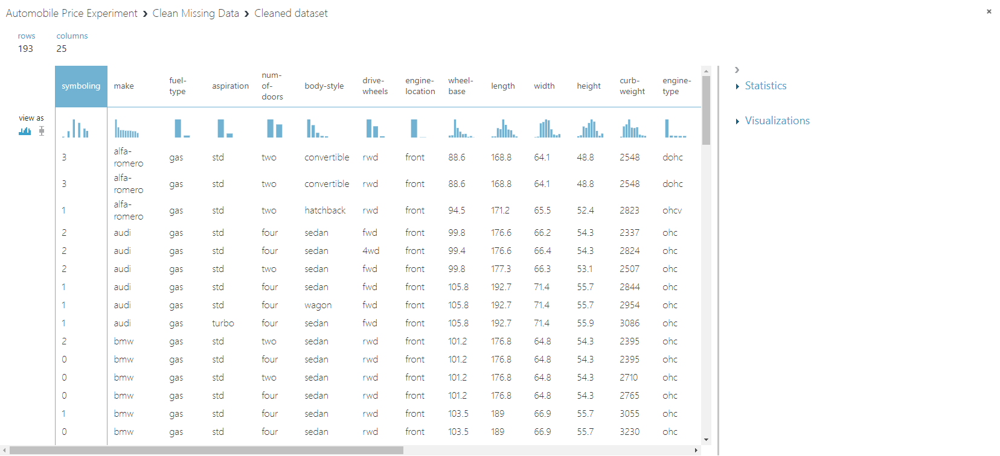 Automobile Price Experiment › Clean Missing Data › Cleaned dataset ×
rows columns
193 25
symboling make fuel-type aspiration num-of-doors body-style drive-wheels engine-location wheel-base length width height curb-weight engine-type
view as
3 alfa-romero gas std two convertible rwd front 88.6 168.8 64.1 48.8 2548 dohc
3 alfa-romero gas std two convertible rwd front 88.6 168.8 64.1 48.8 2548 dohc
1 alfa-romero gas std two hatchback rwd front 94.5 171.2 65.5 52.4 2823 ohcv
2 audi gas std four sedan fwd front 99.8 176.6 66.2 54.3 2337 ohc
2 audi gas std four sedan 4wd front 99.4 176.6 66.4 54.3 2824 ohc
2 audi gas std two sedan fwd front 99.8 177.3 66.3 53.1 2507 ohc
1 audi gas std four sedan fwd front 105.8 192.7 71.4 55.7 2844 ohc
1 audi gas std four wagon fwd front 105.8 192.7 71.4 55.7 2954 ohc
1 audi gas turbo four sedan fwd front 105.8 192.7 71.4 55.9 3086 ohc
2 bmw gas std two sedan rwd front 101.2 176.8 64.8 54.3 2395 ohc
0 bmw gas std four sedan rwd front 101.2 176.8 64.8 54.3 2395 ohc
0 bmw gas std two sedan rwd front 101.2 176.8 64.8 54.3 2710 ohc
0 bmw gas std four sedan rwd front 101.2 176.8 64.8 54.3 2765 ohc
1 bmw gas std four sedan rwd front 103.5 189 66.9 55.7 3055 ohc
0 bmw gas std four sedan rwd front 103.5 189 66.9 55.7 3230 ohc
Statistics
Visualizations